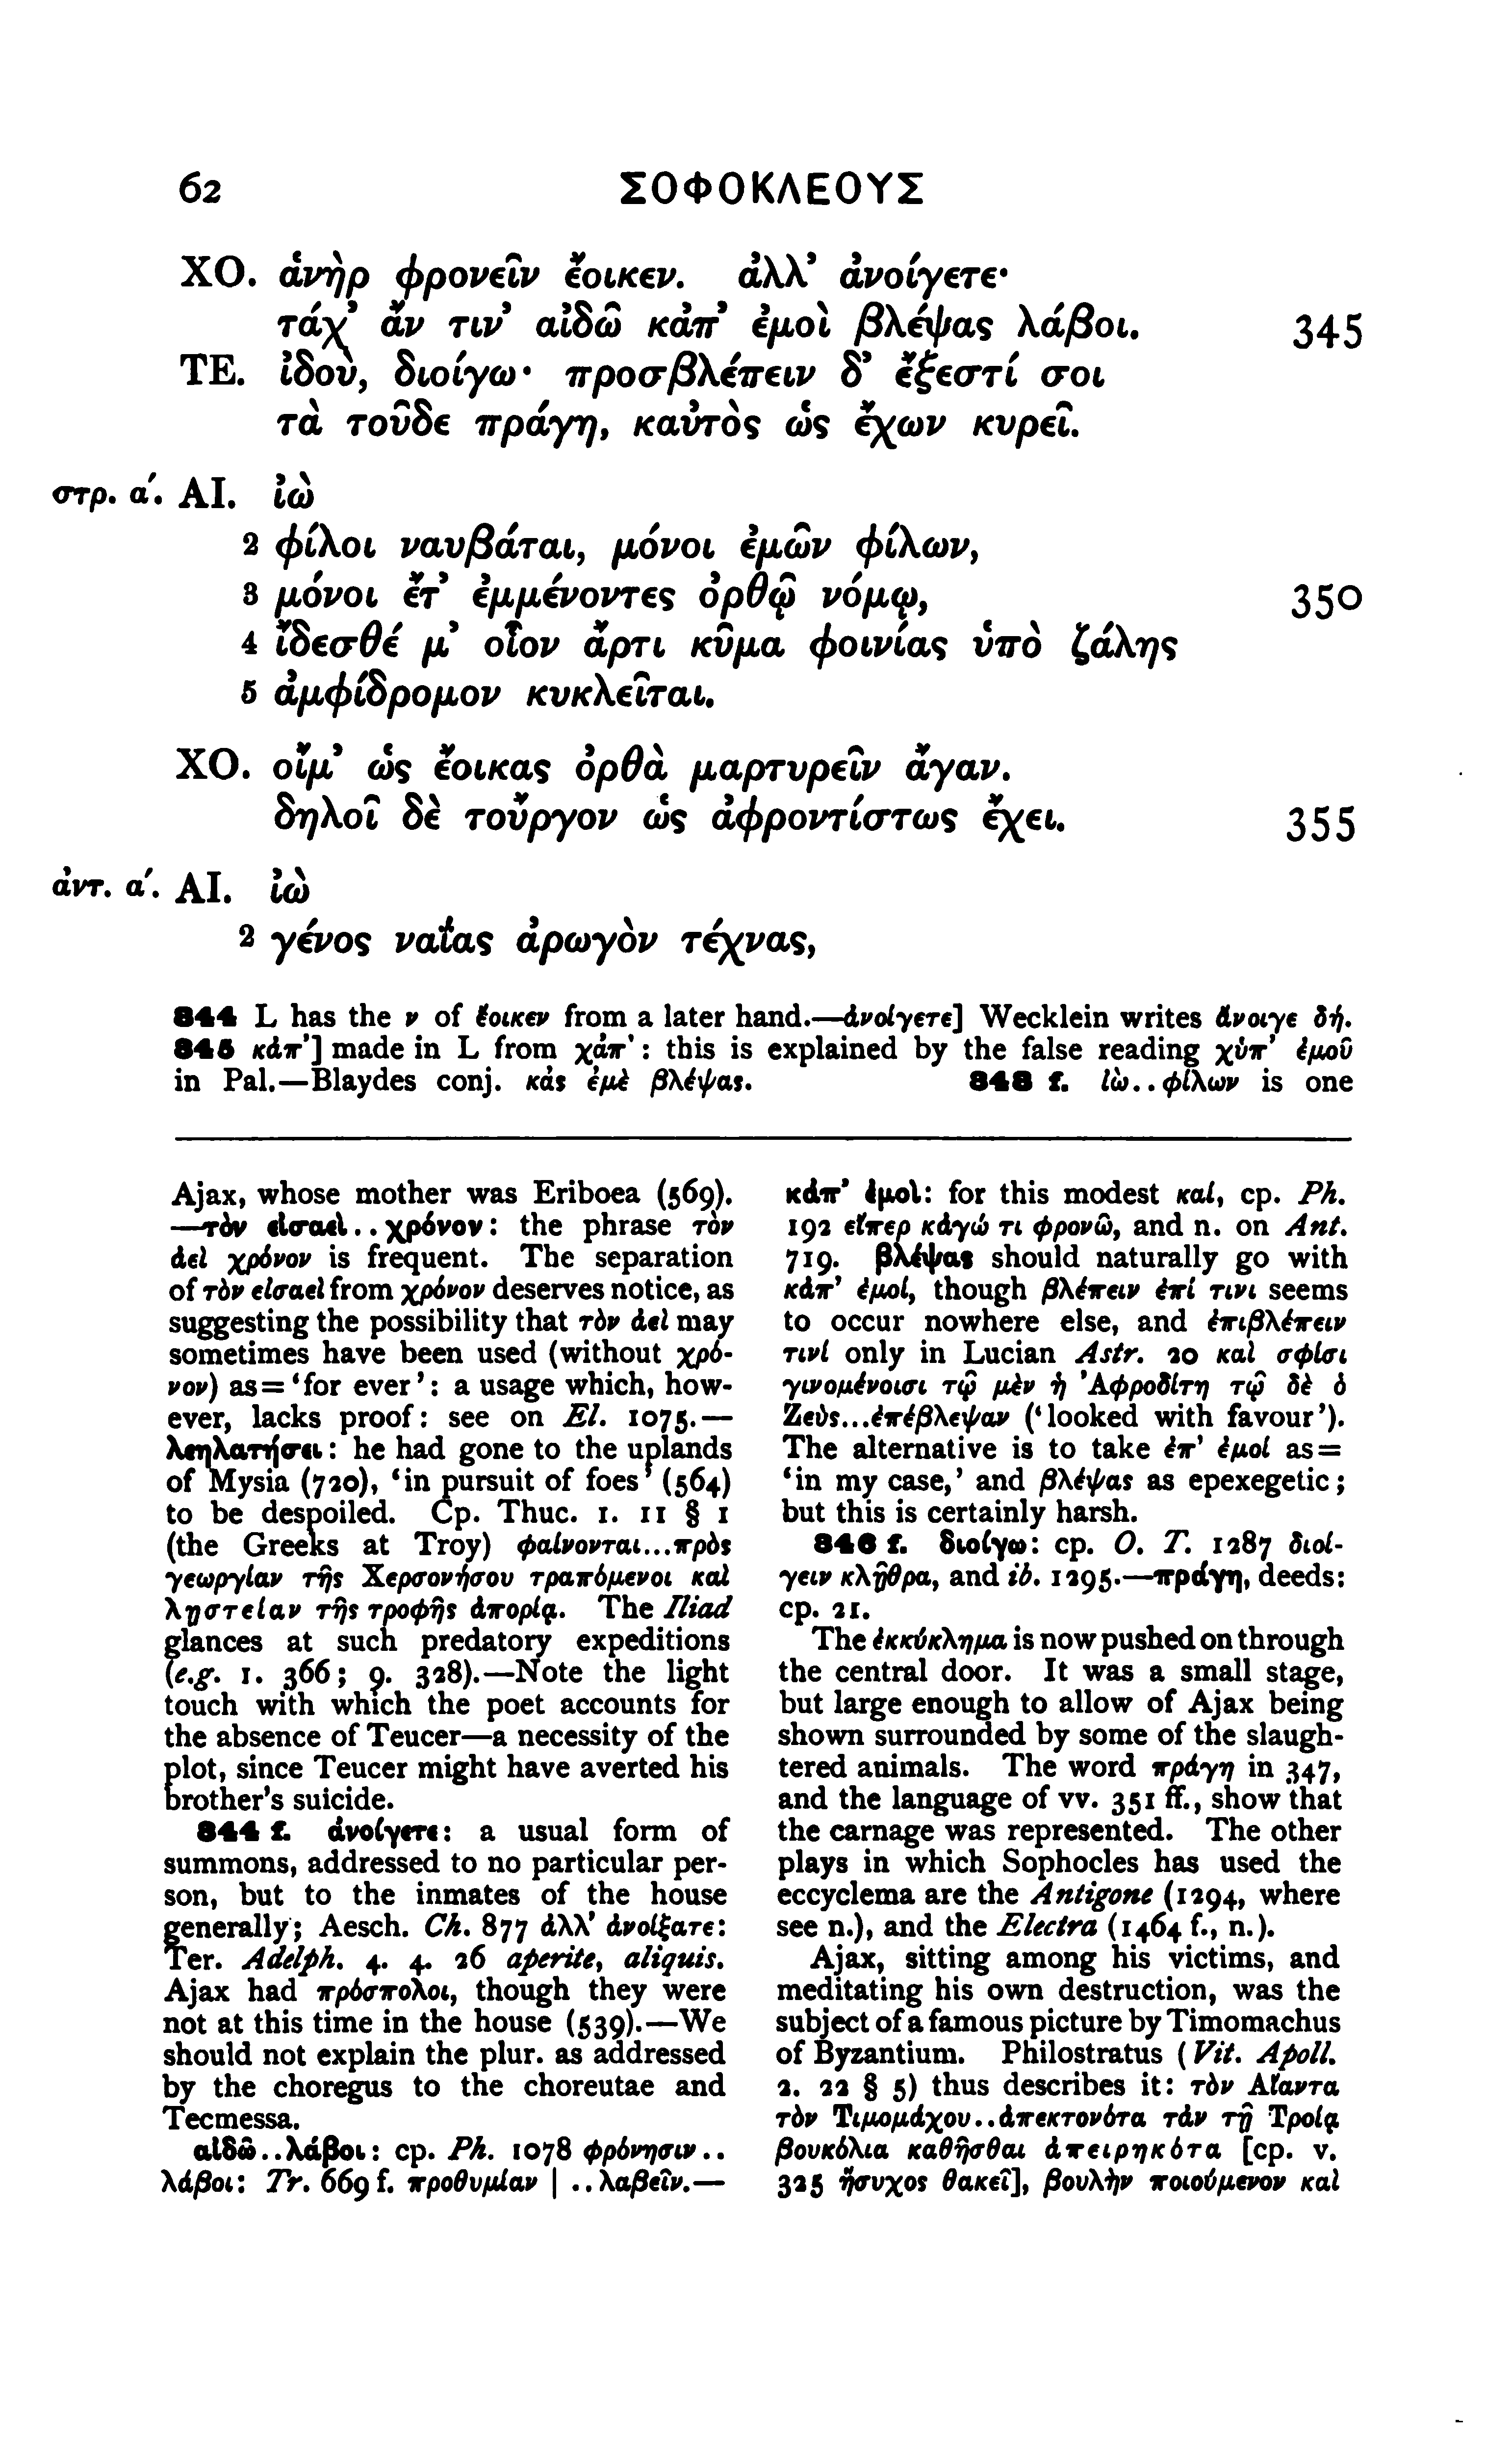 62 ΣΟΦΟΚΛΕΟΥΣ
ΧΟ. ἁνὴρ φρονεῖν ἔοικεν. ἀλλ’ ἀνοίγετε·
τάχ’ ἄν τιν’ αἰδῶ κἀπ’ ἐμοὶ βλέψας λάβοι. 345
ΤΕ. ἰδού, διοίγω· προσβλέπειν δ’ ἔξεστί σοι
τὰ τοῦδε πράγη, καὐτὸς ὡς ἔχων κυρεῖ.
στρ. α΄. ΑΙ. ἰὼ
2 φίλοι ναυβάται, μόνοι ἐμῶν φίλων,
3 μόνοι ἔτ’ ἐμμένοντες ὀρθῷ νόμῳ, 350
4 ἴδεσθέ μ’ οἷον ἄρτι κῦμα φοινίας ὑπὸ ζάλης
5 ἀμφίδρομον κυκλεῖται.
ΧΟ. οἴμ’ ὡς ἔοικας ὀρθὰ μαρτυρεῖν ἄγαν.
δηλοῖ δὲ τοὔργον ὡς ἀφροντίστως ἔχει. 355
ἀντ. α΄. ΑΙ. ἰὼ
2 γένος ναΐας ἀρωγὸν τέχνας,
344 L has the ν of ἔοικεν from a later hand.—ἀνοίγετε] Wecklein writes ἄνοιγε δή.
345 κἀπ’] made in L from χἀπ’: this is explained by the false reading χὐπ’ ἐμοῦ
in Pal.—Blaydes conj. κἀς ἐμὲ βλέψας. 348 f. ἰὼ..φίλων is one
Ajax, whose mother was Eriboea (569).
—τὸν εἰσαεὶ..χρόνον: the phrase τὸν
ἀεὶ χρόνον is frequent. The separation
of τὸν εἰσαεὶ from χρόνον deserves notice, as
suggesting the possibility that τὸν ἀεὶ may
sometimes have been used (without χρό-
νον) as=‘for ever’: a usage which, how-
ever, lacks proof: see on El. 1075.—
λεηλατήσει: he had gone to the uplands
of Mysia (720), ‘in pursuit of foes’ (564)
to be despoiled. Cp. Thuc. 1. 11 § 1
(the Greeks at Troy) φαίνονται...πρὸς
γεωργίαν τῆς Χερσονήσου τραπόμενοι καὶ
λῃστείαν τῆς τροφῆς ἀπορίᾳ. The Iliad
glances at such predatory expeditions
(e.g. 1. 366; 9. 328).—Note the light
touch with which the poet accounts for
the absence of Teucer—a necessity of the
plot, since Teucer might have averted his
brother’s suicide.
344 f. ἀνοίγετε: a usual form of
summons, addressed to no particular per-
son, but to the inmates of the house
generally; Aesch. Ch. 877 ἀλλ’ ἀνοίξατε:
Ter. Adelph. 4. 4. 26 aperite, aliquis.
Ajax had πρόσπολοι, though they were
not at this time in the house (539).—We
should not explain the plur. as addressed
by the choregus to the choreutae and
Tecmessa.
αἰδῶ..λάβοι: cp. Ph. 1078 φρόνησιν..
λάβοι: Tr. 669 f. προθυμίαν | ..λαβεῖν.—
κἀπ’ ἐμοὶ: for this modest καί, cp. Ph.
192 εἴπερ κἀγώ τι φρονῶ, and n. on Ant.
719. βλέψας should naturally go with
κἀπ’ ἐμοί, though βλέπειν ἐπί τινι seems
to occur nowhere else, and ἐπιβλέπειν
τινί only in Lucian Astr. 20 καὶ σφίσι
γινομένοισι τῷ μὲν ἡ Ἀφροδίτη τῷ δὲ ὁ
Ζεὺς...ἐπέβλεψαν (‘looked with favour’).
The alternative is to take ἐπ’ ἐμοί as=
‘in my case,’ and βλέψας as epexegetic;
but this is certainly harsh.
346 f. διοίγω: cp. O. T. 1287 διοί-
γειν κλῇθρα, and ib. 1295.—πράγη, deeds:
cp. 21.
The ἐκκύκλημα is now pushed on through
the central door. It was a small stage,
but large enough to allow of Ajax being
shown surrounded by some of the slaugh-
tered animals. The word πράγη in 347,
and the language of vv. 351 ff., show that
the carnage was represented. The other
plays in which Sophocles has used the
eccyclema are the Antigone (1294, where
see n.), and the Electra (1464 f., n.).
Ajax, sitting among his victims, and
meditating his own destruction, was the
subject of a famous picture by Timomachus
of Byzantium. Philostratus (Vit. Apoll.
2. 22 § 5) thus describes it: τὸν Αἴαντα
τὸν Τιμομάχου..ἀπεκτονότα τὰν τῇ Τροίᾳ
βουκόλια καθῆσθαι ἀπειρηκότα [cp. v.
325 ἥσυχος θακεῖ], βουλὴν ποιούμενον καὶ